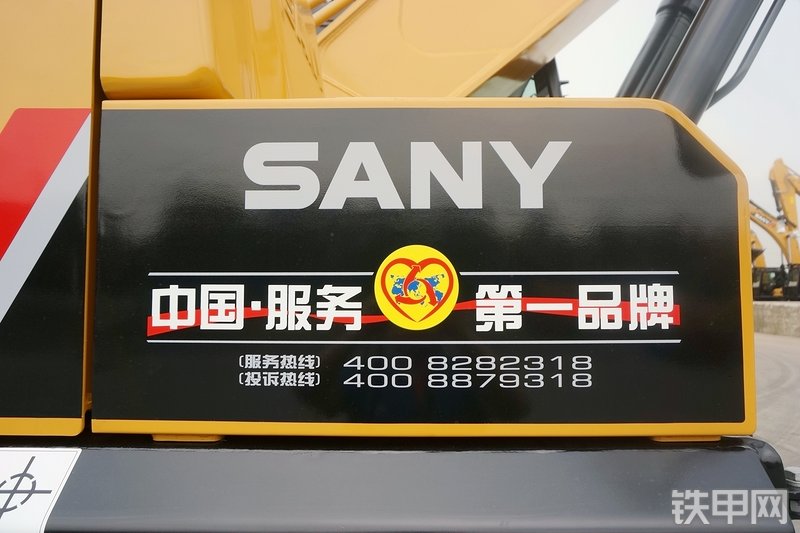 SANY
中国·服务 第一品牌
(服务热线) 400 8282318
(投诉热线) 400 8879318
SANY
铁甲网